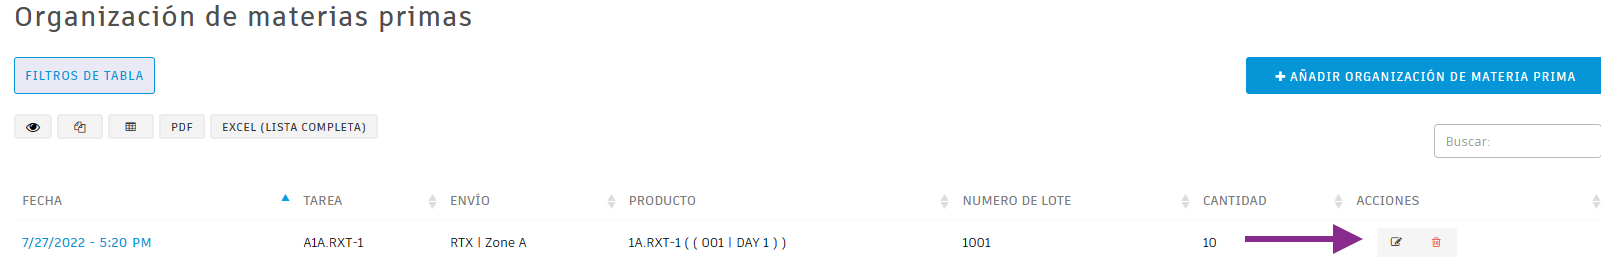 Organización de materias primas
FILTROS DE TABLA
+ AÑADIR ORGANIZACIÓN DE MATERIA PRIMA
PDF EXCEL (LISTA COMPLETA)
Buscar:
FECHA TAREA ENVÍO PRODUCTO NUMERO DE LOTE CANTIDAD ACCIONES
7/27/2022 - 5:20 PM A1A.RXT-1 RTX | Zone A 1A.RXT-1 ( ( 001 | DAY 1 ) ) 1001 10